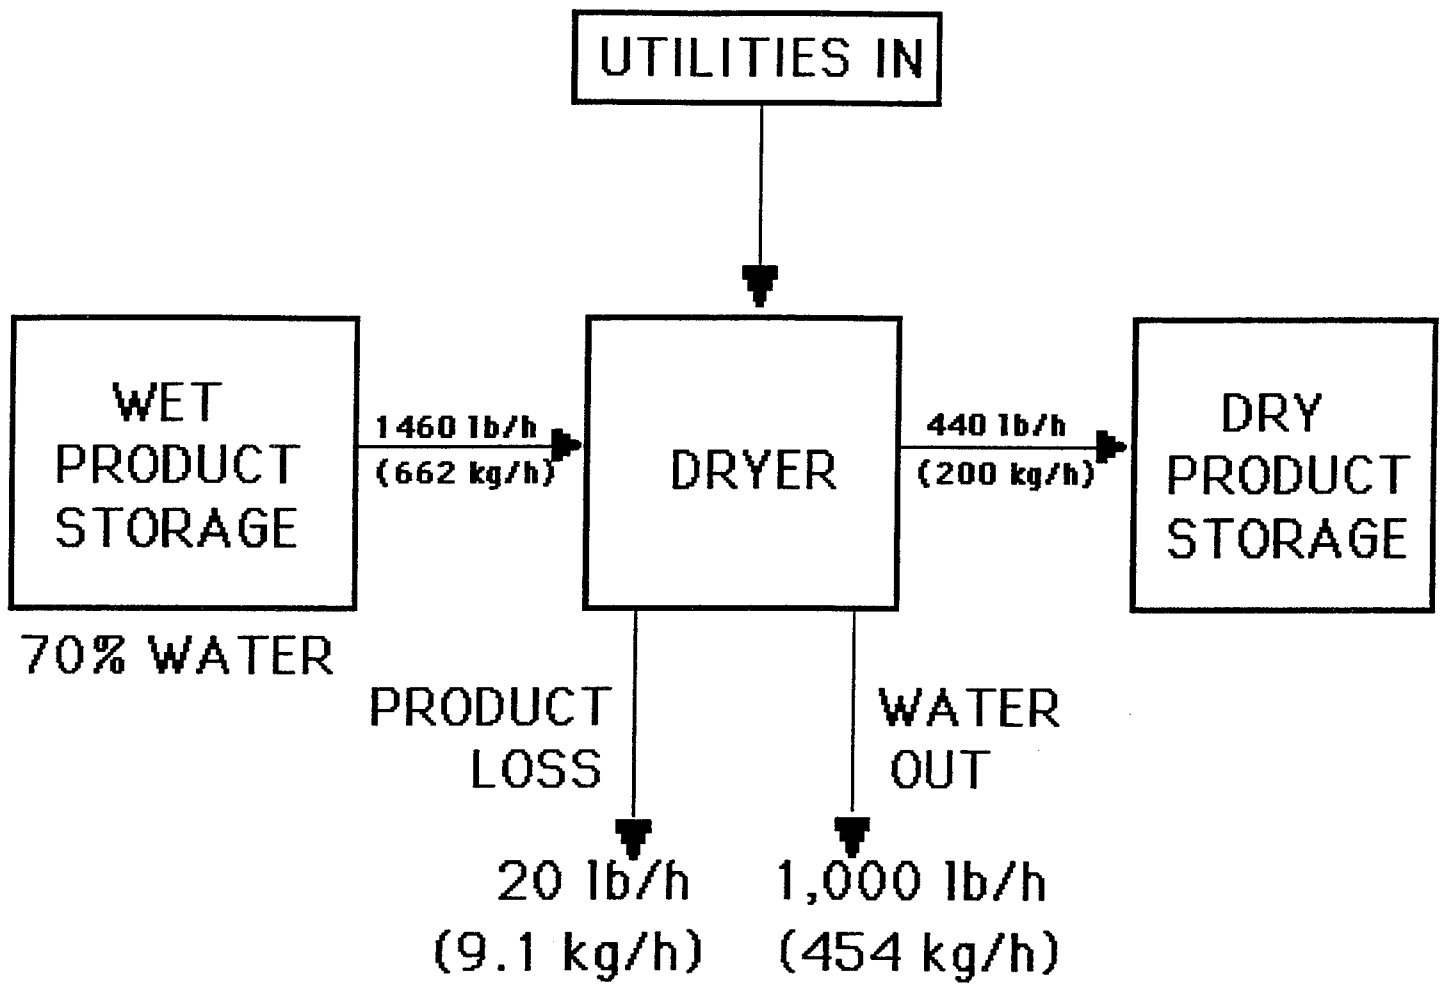 UTILITIES IN
WET
PRODUCT
STORAGE
1460 lb/h
(662 kg/h)
DRYER
440 lb/h
(200 kg/h)
DRY
PRODUCT
STORAGE
70% WATER
PRODUCT
LOSS
WATER
OUT
20 lb/h
(9.1 kg/h)
1,000 lb/h
(454 kg/h)